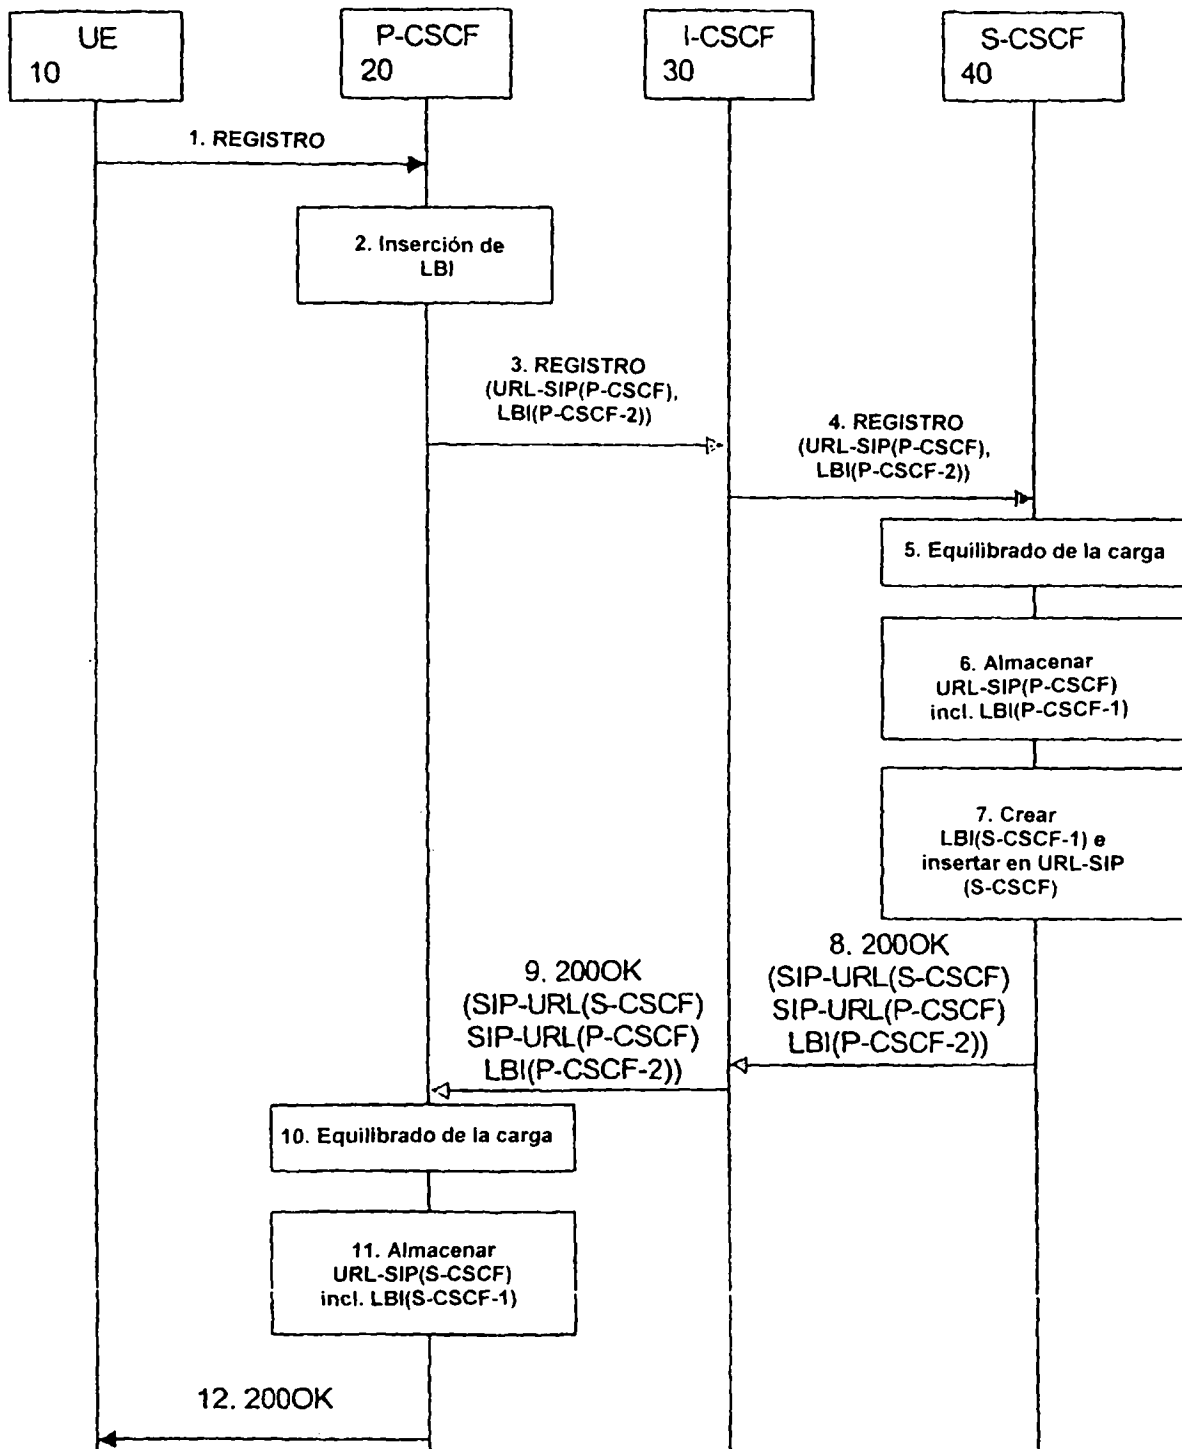 UE
10
P-CSCF
20
I-CSCF
30
S-CSCF
40
1. REGISTRO
2. Inserción de
LBI
3. REGISTRO
(URL-SIP(P-CSCF),
LBI(P-CSCF-2))
4. REGISTRO
(URL-SIP(P-CSCF),
LBI(P-CSCF-2))
5. Equilibrado de la carga
6. Almacenar
URL-SIP(P-CSCF)
incl. LBI(P-CSCF-1)
7. Crear
LBI(S-CSCF-1) e
insertar en URL-SIP
(S-CSCF)
8. 200OK
(SIP-URL(S-CSCF)
SIP-URL(P-CSCF)
LBI(P-CSCF-2))
9. 200OK
(SIP-URL(S-CSCF)
SIP-URL(P-CSCF)
LBI(P-CSCF-2))
10. Equilibrado de la carga
11. Almacenar
URL-SIP(S-CSCF)
incl. LBI(S-CSCF-1)
12. 200OK